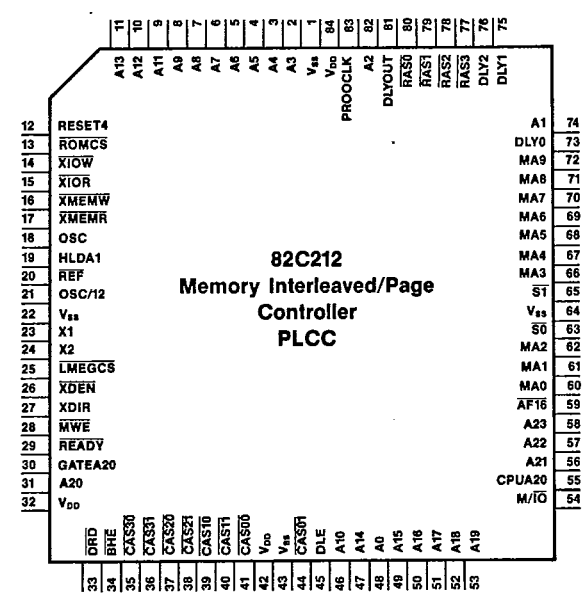 11 10 9 8 7 6 5 4 3 2 1 84 83 82 81 80 79 78 77 76 75
A13 A12 A11 A9 A8 A7 A6 A5 A4 A3 Vss VDD PROOCLK A2 DLYOUT RAS0 RAS1 RAS2 RAS3 DLY2 DLY1
12 RESET4
13 ROMCS
14 XIOW
15 XIOR
16 XMEMW
17 XMEMR
18 OSC
19 HLDA1
20 REF
21 OSC/12
22 Vss
23 X1
24 X2
25 LMEGCS
26 XDEN
27 XDIR
28 MWE
29 READY
30 GATEA20
31 A20
32 VDD
82C212
Memory Interleaved/Page
Controller
PLCC
A1 74
DLY0 73
MA9 72
MA8 71
MA7 70
MA6 69
MA5 68
MA4 67
MA3 66
S1 65
Vss 64
S0 63
MA2 62
MA1 61
MA0 60
AF16 59
A23 58
A22 57
A21 56
CPUA20 55
M/IO 54
DRD BHE CAS30 CAS31 CAS20 CAS21 CAS10 CAS11 CAS00 VDD Vss CAS01 DLE A10 A14 A0 A15 A16 A17 A18 A19
33 34 35 36 37 38 39 40 41 42 43 44 45 46 47 48 49 50 51 52 53